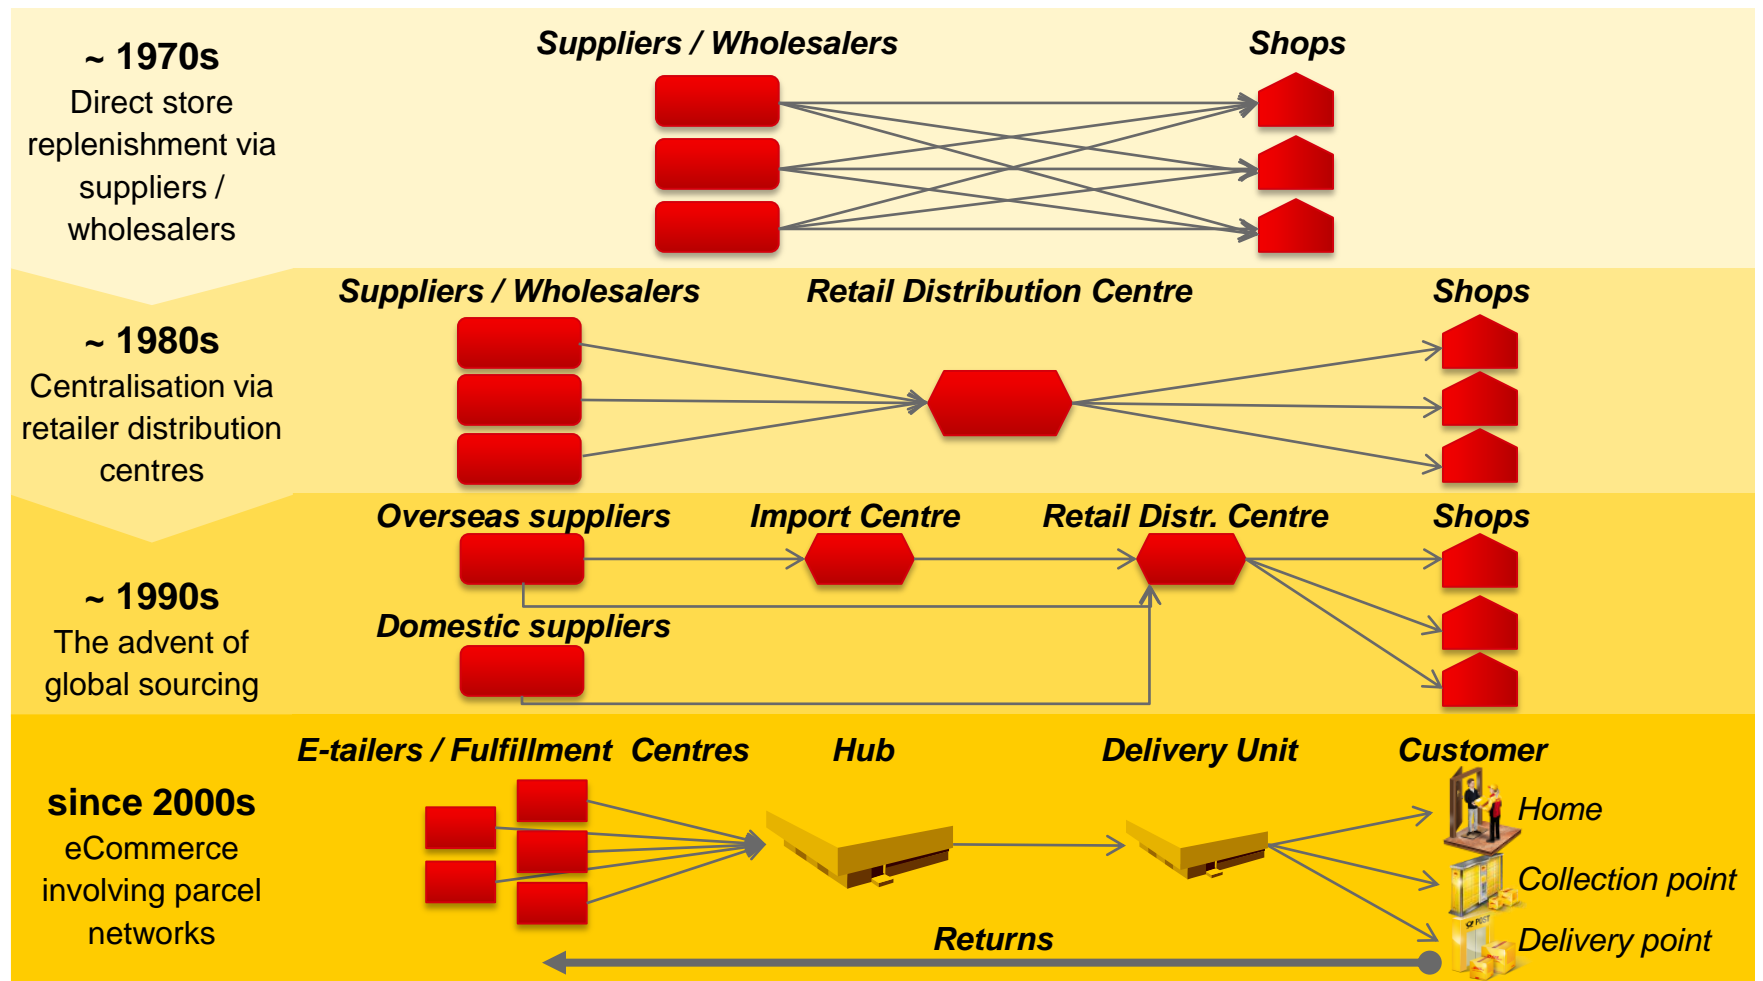 ~ 1970s
Direct store
replenishment via
suppliers /
wholesalers
Suppliers / Wholesalers
Shops
~ 1980s
Centralisation via
retailer distribution
centres
Suppliers / Wholesalers
Retail Distribution Centre
Shops
~ 1990s
The advent of
global sourcing
Overseas suppliers
Import Centre
Retail Distr. Centre
Shops
Domestic suppliers
since 2000s
eCommerce
involving parcel
networks
E-tailers / Fulfillment Centres
Hub
Delivery Unit
Customer
Home
Collection point
POST
Delivery point
Returns